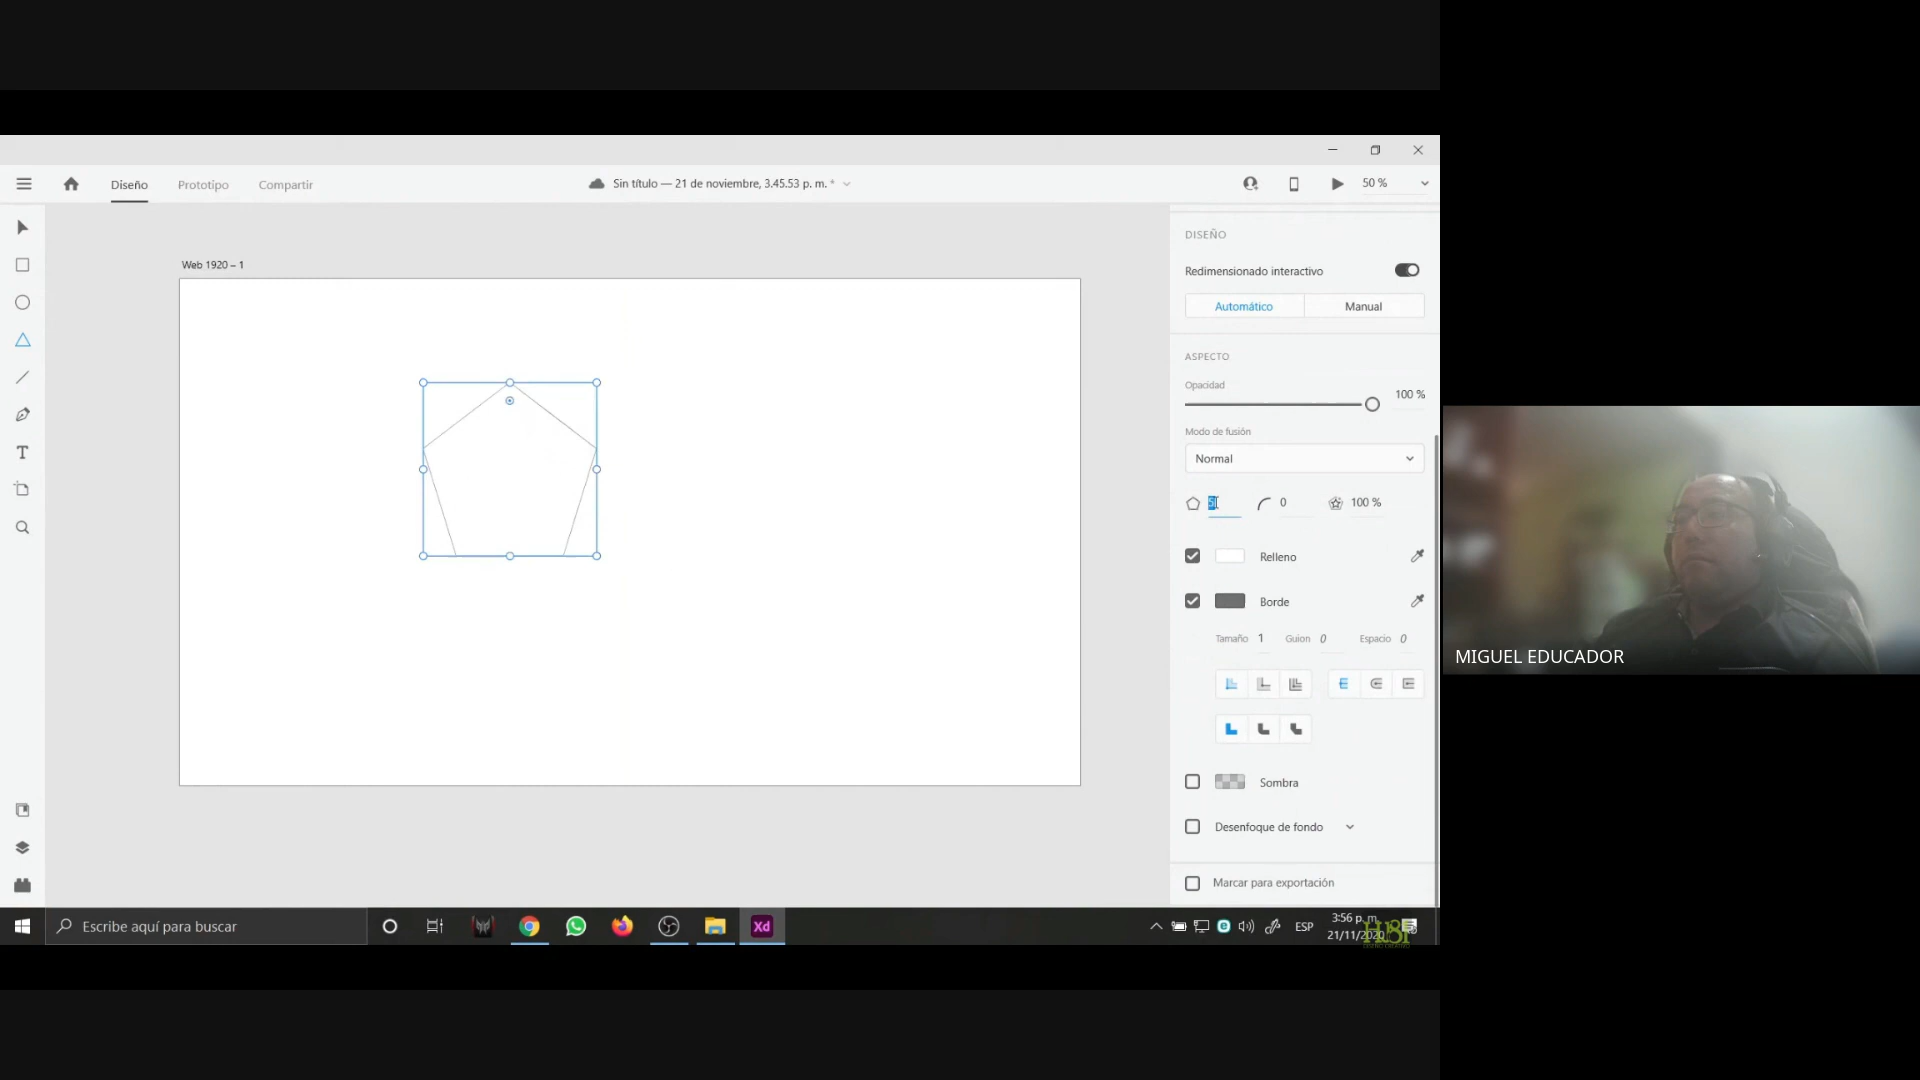 Diseño
Prototipo
Compartir
Sin título — 21 de noviembre, 3.45.53 p. m. *
50 %
Web 1920 – 1
DISEÑO
Redimensionado interactivo
Automático
Manual
ASPECTO
Opacidad
100 %
Modo de fusión
Normal
5
0
100 %
Relleno
Borde
Tamaño 1
Guion 0
Espacio 0
Sombra
Desenfoque de fondo
Marcar para exportación
MIGUEL EDUCADOR
Escribe aquí para buscar
Xd
ESP
3:56 p. m.
21/11/2020